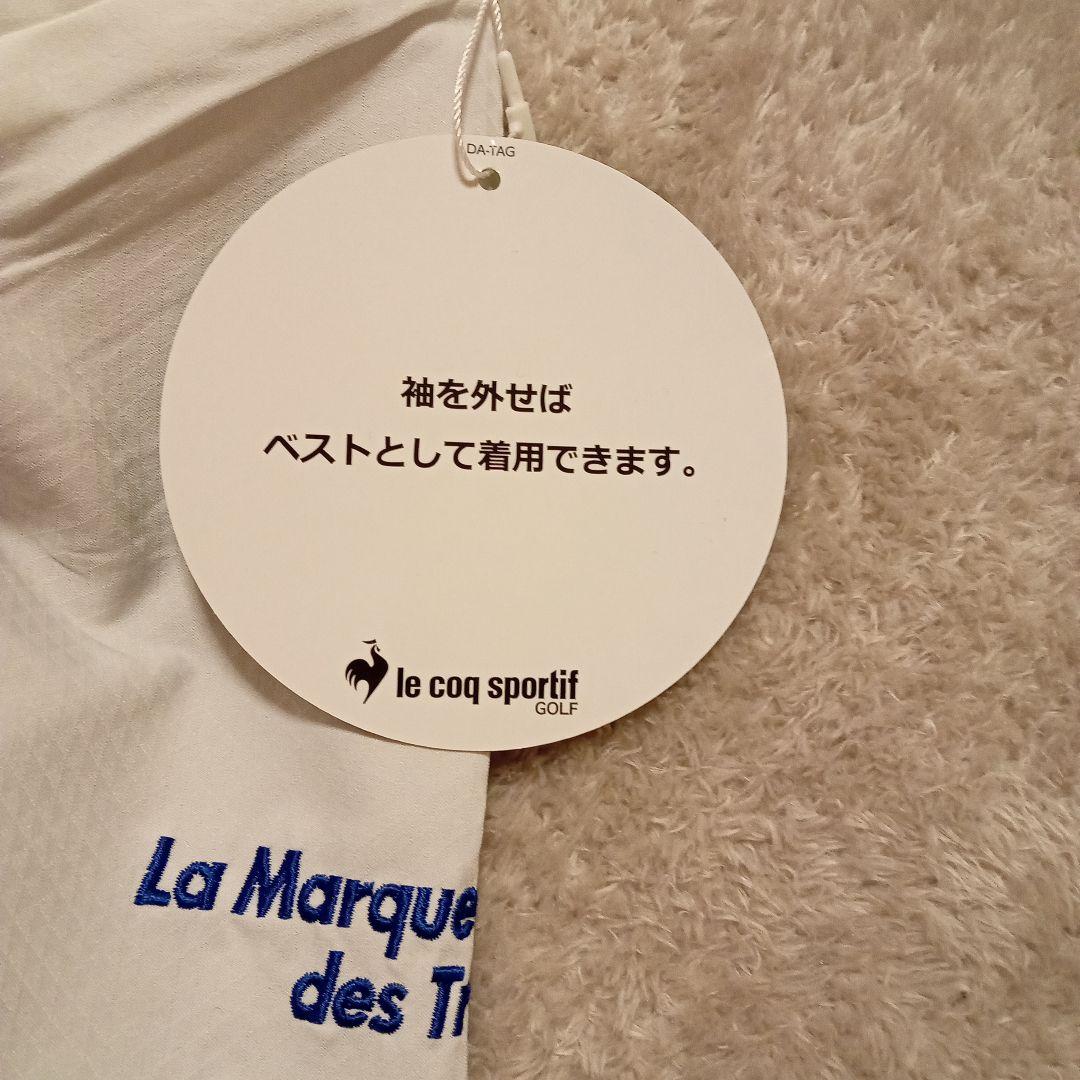 DA-TAG
袖を外せば
ベストとして着用できます。
le coq sportif
GOLF
La Marque
des